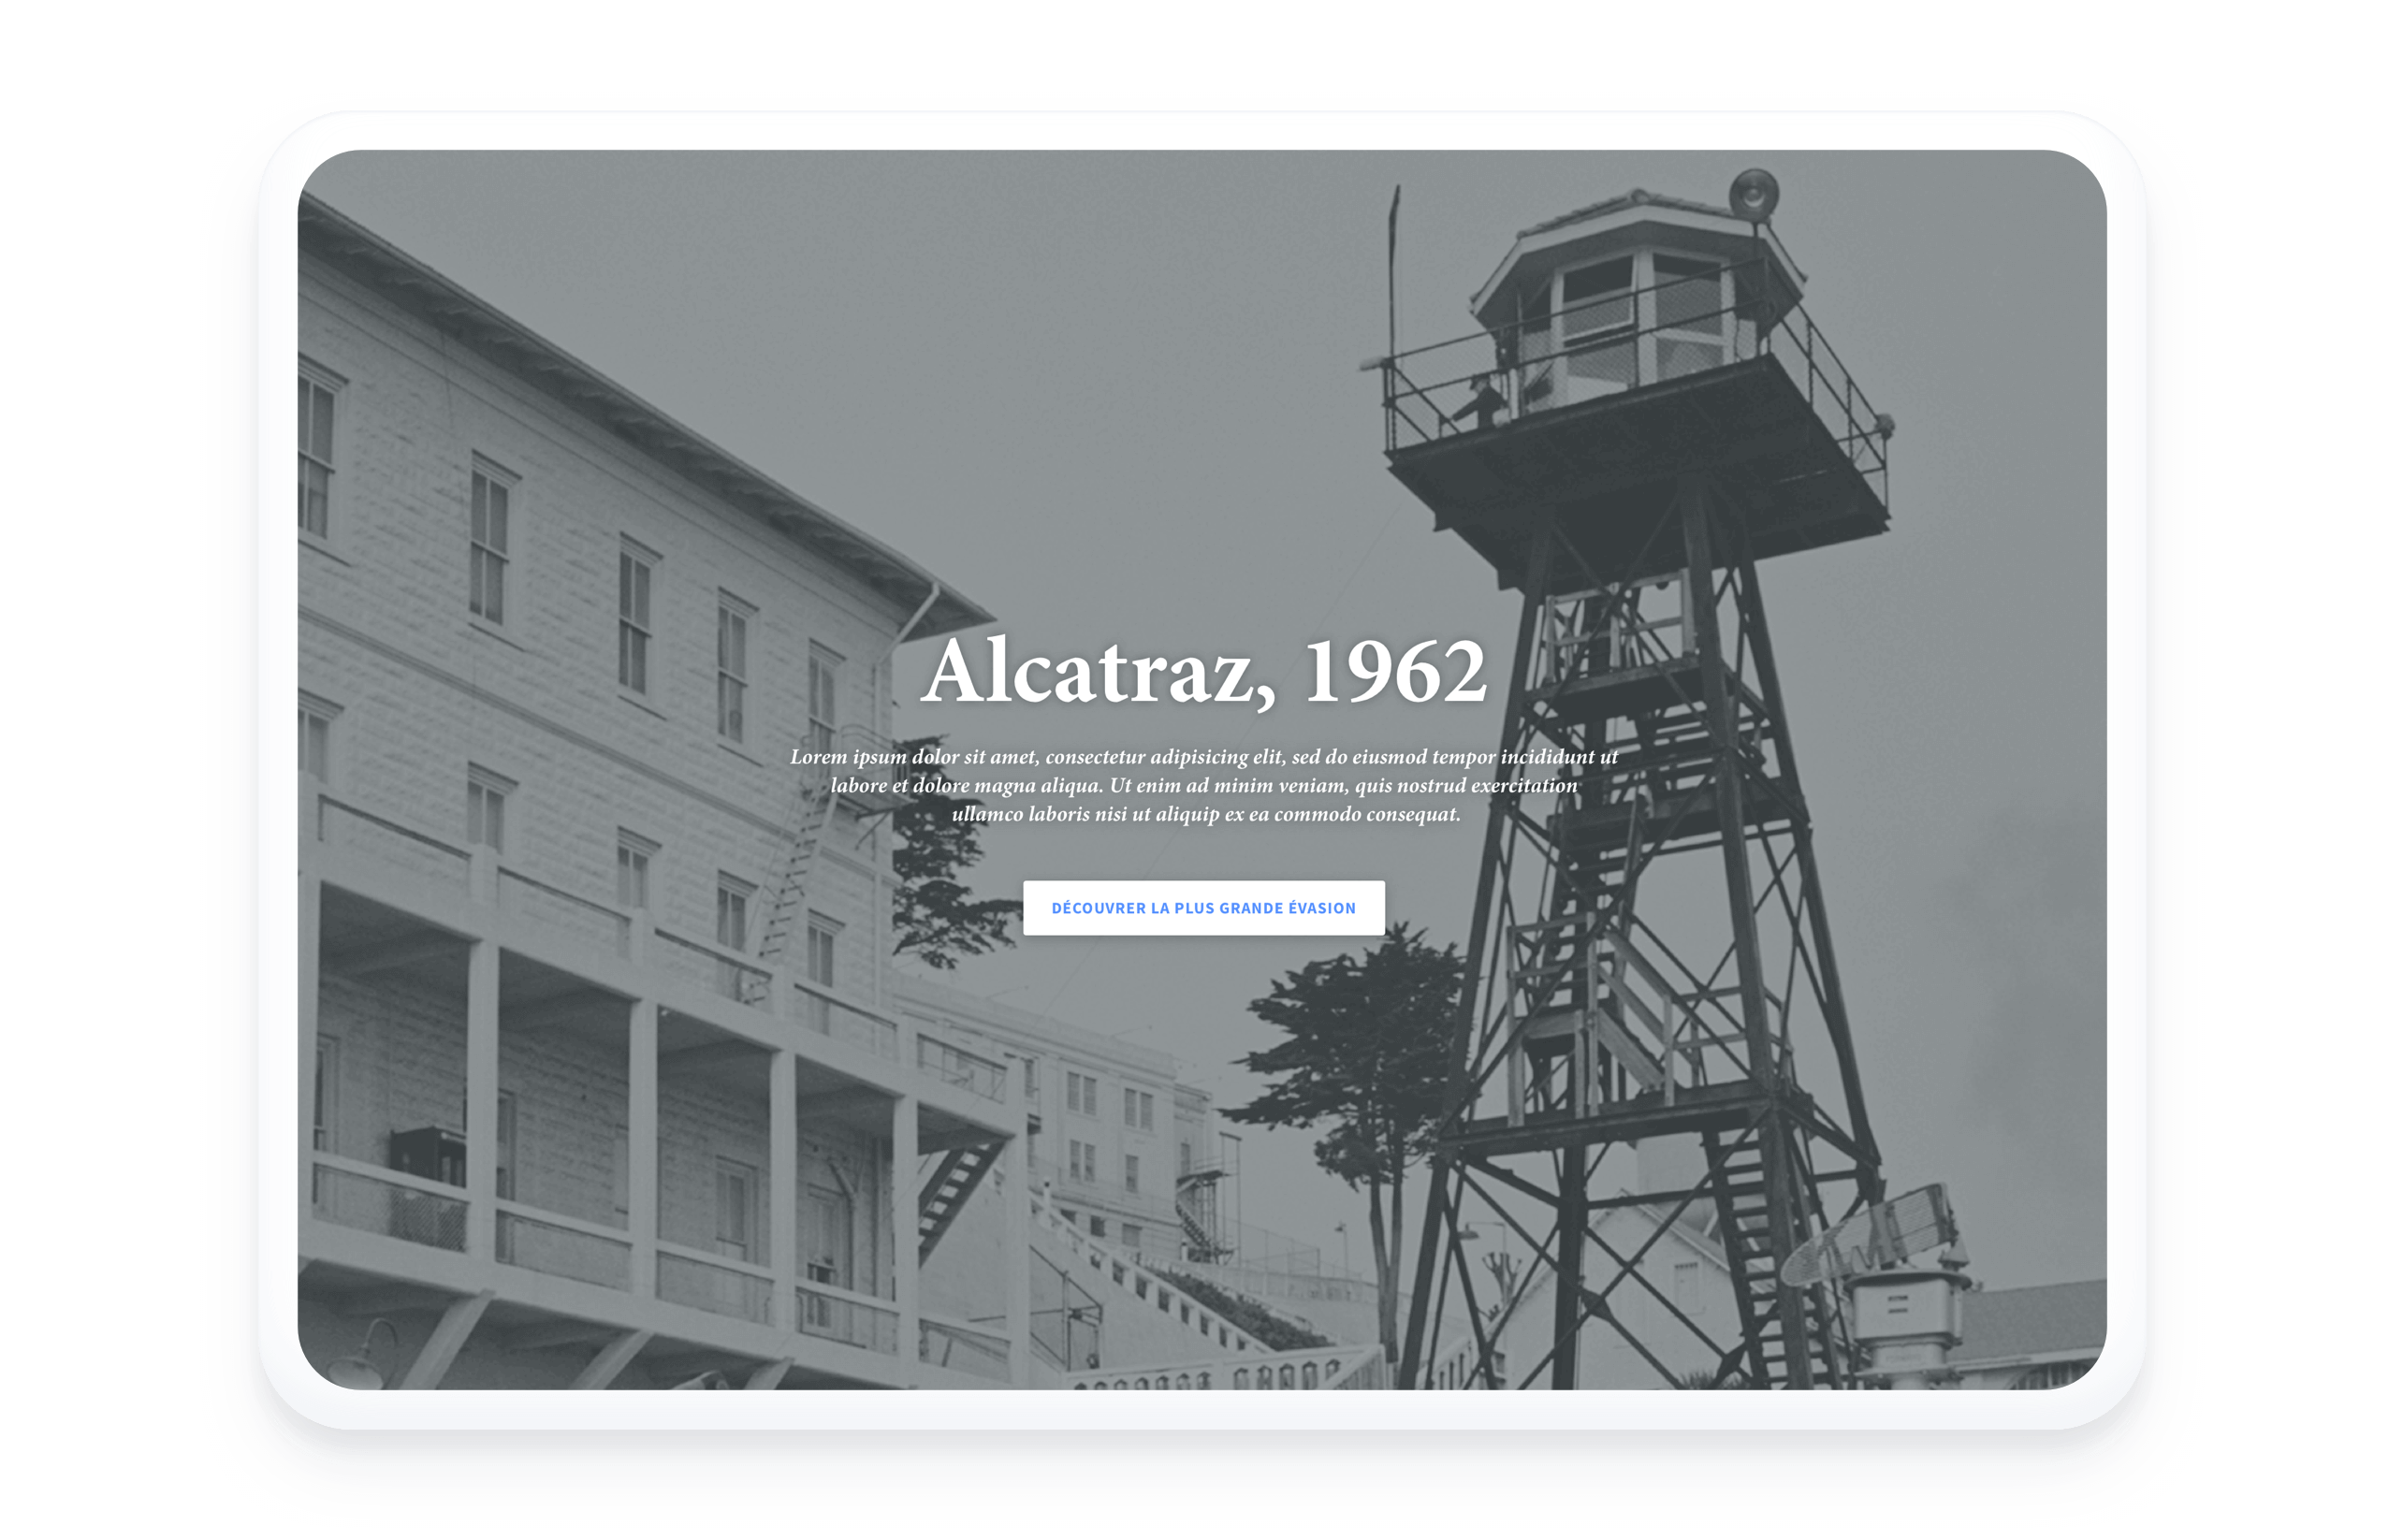 Alcatraz, 1962
Lorem ipsum dolor sit amet, consectetur adipisicing elit, sed do eiusmod tempor incididunt ut
labore et dolore magna aliqua. Ut enim ad minim veniam, quis nostrud exercitation
ullamco laboris nisi ut aliquip ex ea commodo consequat.
DÉCOUVRER LA PLUS GRANDE ÉVASION